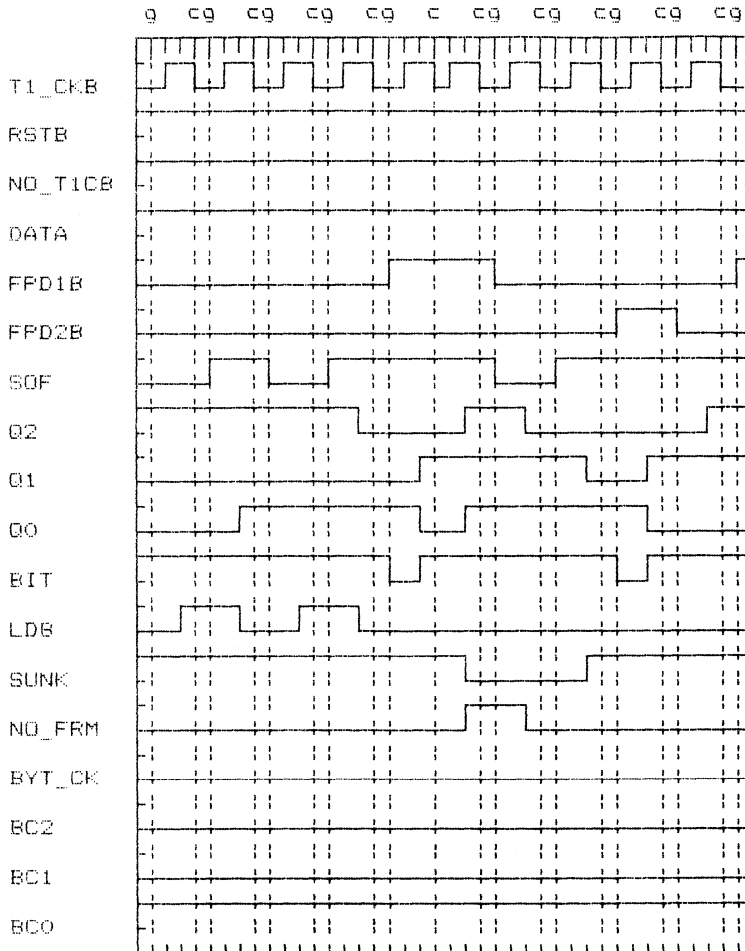 g cg cg cg cg c cg cg cg cg cg
T1_CKB
RSTB
NO_T1CB
DATA
FPD1B
FPD2B
SOF
Q2
Q1
Q0
BIT
LDB
SUNK
NO_FRM
BYT_CK
BC2
BC1
BC0